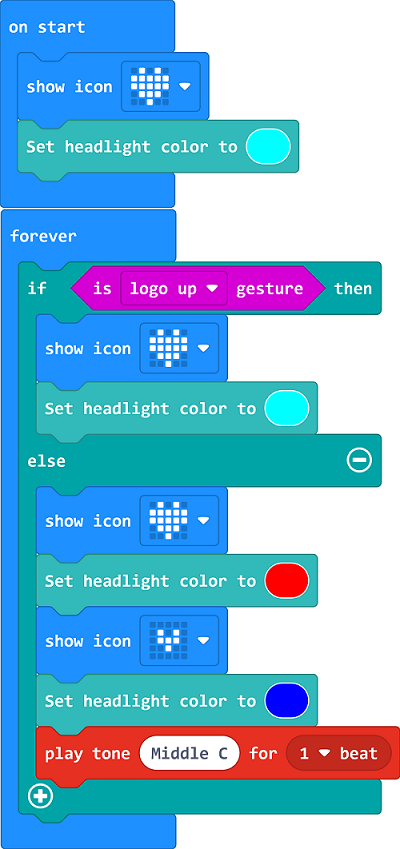 on start
show icon
Set headlight color to
forever
if is logo up gesture then
show icon
Set headlight color to
else
show icon
Set headlight color to
show icon
Set headlight color to
play tone Middle C for 1 beat